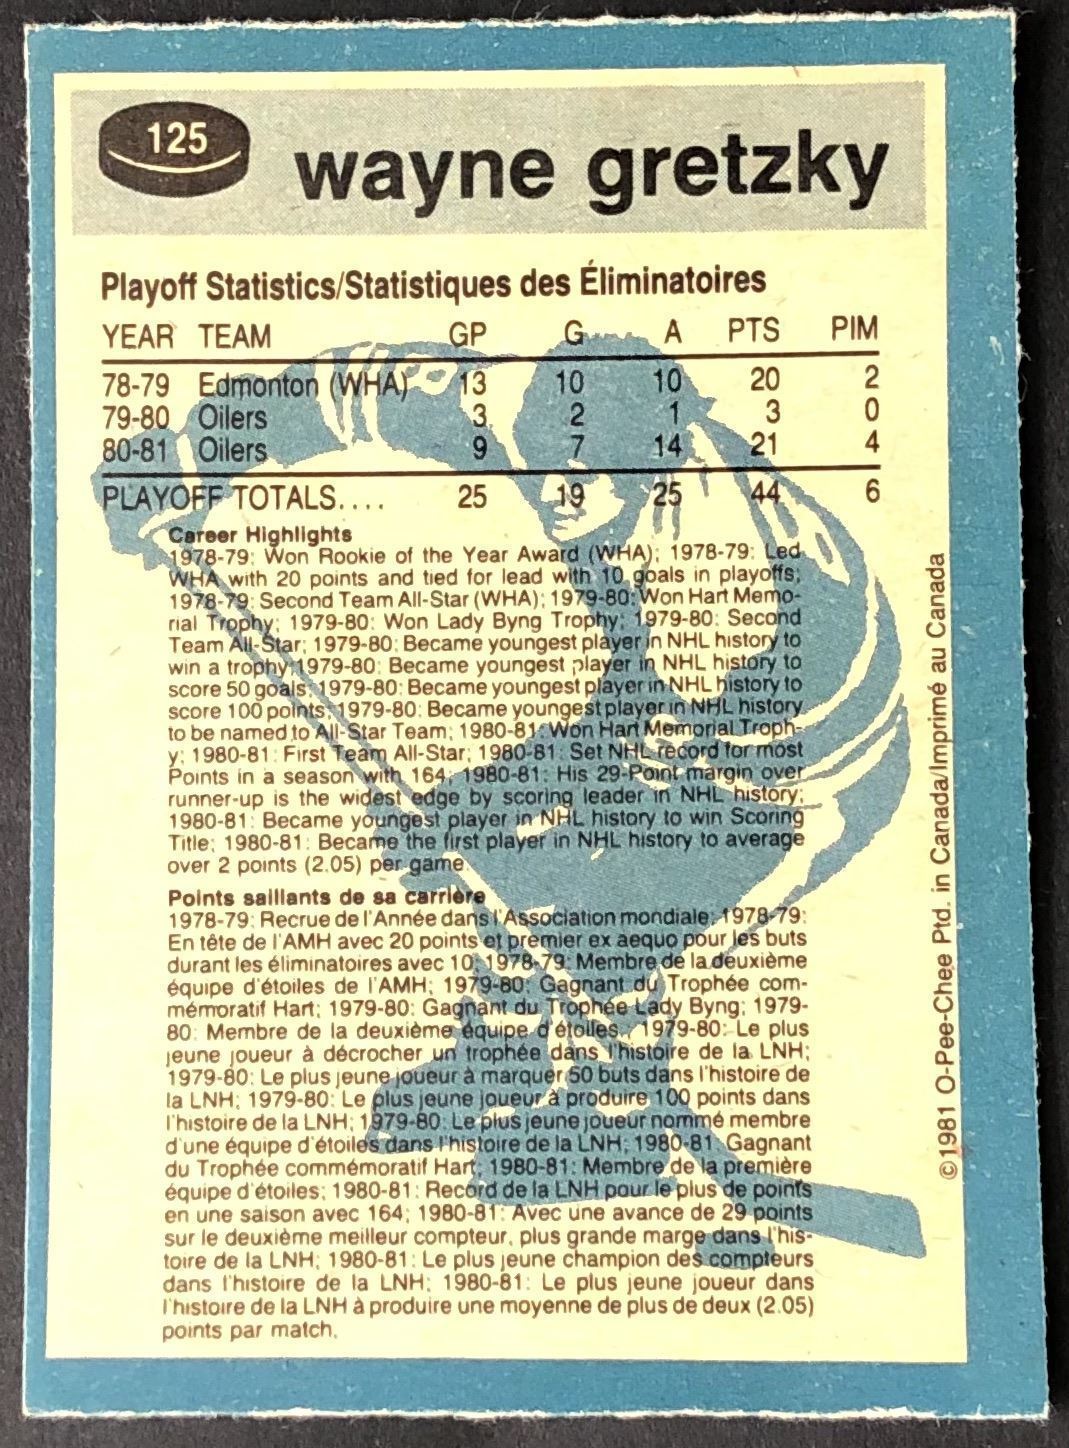 125
wayne gretzky
Playoff Statistics/Statistiques des Éliminatoires
YEAR TEAM GP G A PTS PIM
78-79 Edmonton (WHA) 13 10 10 20 2
79-80 Oilers 3 2 1 3 0
80-81 Oilers 9 7 14 21 4
PLAYOFF TOTALS.... 25 19 25 44 6
Career Highlights
1978-79: Won Rookie of the Year Award (WHA); 1978-79: Led
WHA with 20 points and tied for lead with 10 goals in playoffs;
1978-79: Second Team All-Star (WHA); 1979-80: Won Hart Memo-
rial Trophy; 1979-80: Won Lady Byng Trophy; 1979-80: Second
Team All-Star; 1979-80: Became youngest player in NHL history to
win a trophy; 1979-80: Became youngest player in NHL history to
score 50 goals; 1979-80: Became youngest player in NHL history to
score 100 points; 1979-80: Became youngest player in NHL history
to be named to All-Star Team; 1980-81: Won Hart Memorial Troph-
y; 1980-81: First Team All-Star; 1980-81: Set NHL record for most
Points in a season with 164; 1980-81: His 29-Point margin over
runner-up is the widest edge by scoring leader in NHL history;
1980-81: Became youngest player in NHL history to win Scoring
Title; 1980-81: Became the first player in NHL history to average
over 2 points (2.05) per game.
Points saillants de sa carrière
1978-79: Recrue de l'Année dans l'Association mondiale; 1978-79:
En tête de l'AMH avec 20 points et premier ex aequo pour les buts
durant les éliminatoires avec 10; 1978-79: Membre de la deuxième
équipe d'étoiles de l'AMH; 1979-80: Gagnant du Trophée com-
mémoratif Hart; 1979-80: Gagnant du Trophée Lady Byng; 1979-
80: Membre de la deuxième équipe d'étoiles.; 1979-80: Le plus
jeune joueur à décrocher un trophée dans l'histoire de la LNH;
1979-80: Le plus jeune joueur à marquer 50 buts dans l'histoire de
la LNH; 1979-80: Le plus jeune joueur à produire 100 points dans
l'histoire de la LNH; 1979-80: Le plus jeune joueur nommé membre
d'une équipe d'étoiles dans l'histoire de la LNH; 1980-81: Gagnant
du Trophée commémoratif Hart; 1980-81: Membre de la première
équipe d'étoiles; 1980-81: Record de la LNH pour le plus de points
en une saison avec 164; 1980-81: Avec une avance de 29 points
sur le deuxième meilleur compteur, plus grande marge dans l'his-
toire de la LNH; 1980-81: Le plus jeune champion des compteurs
dans l'histoire de la LNH; 1980-81: Le plus jeune joueur dans
l'histoire de la LNH à produire une moyenne de plus de deux (2.05)
points par match.
©1981 O-Pee-Chee Ptd. in Canada/Imprimé au Canada